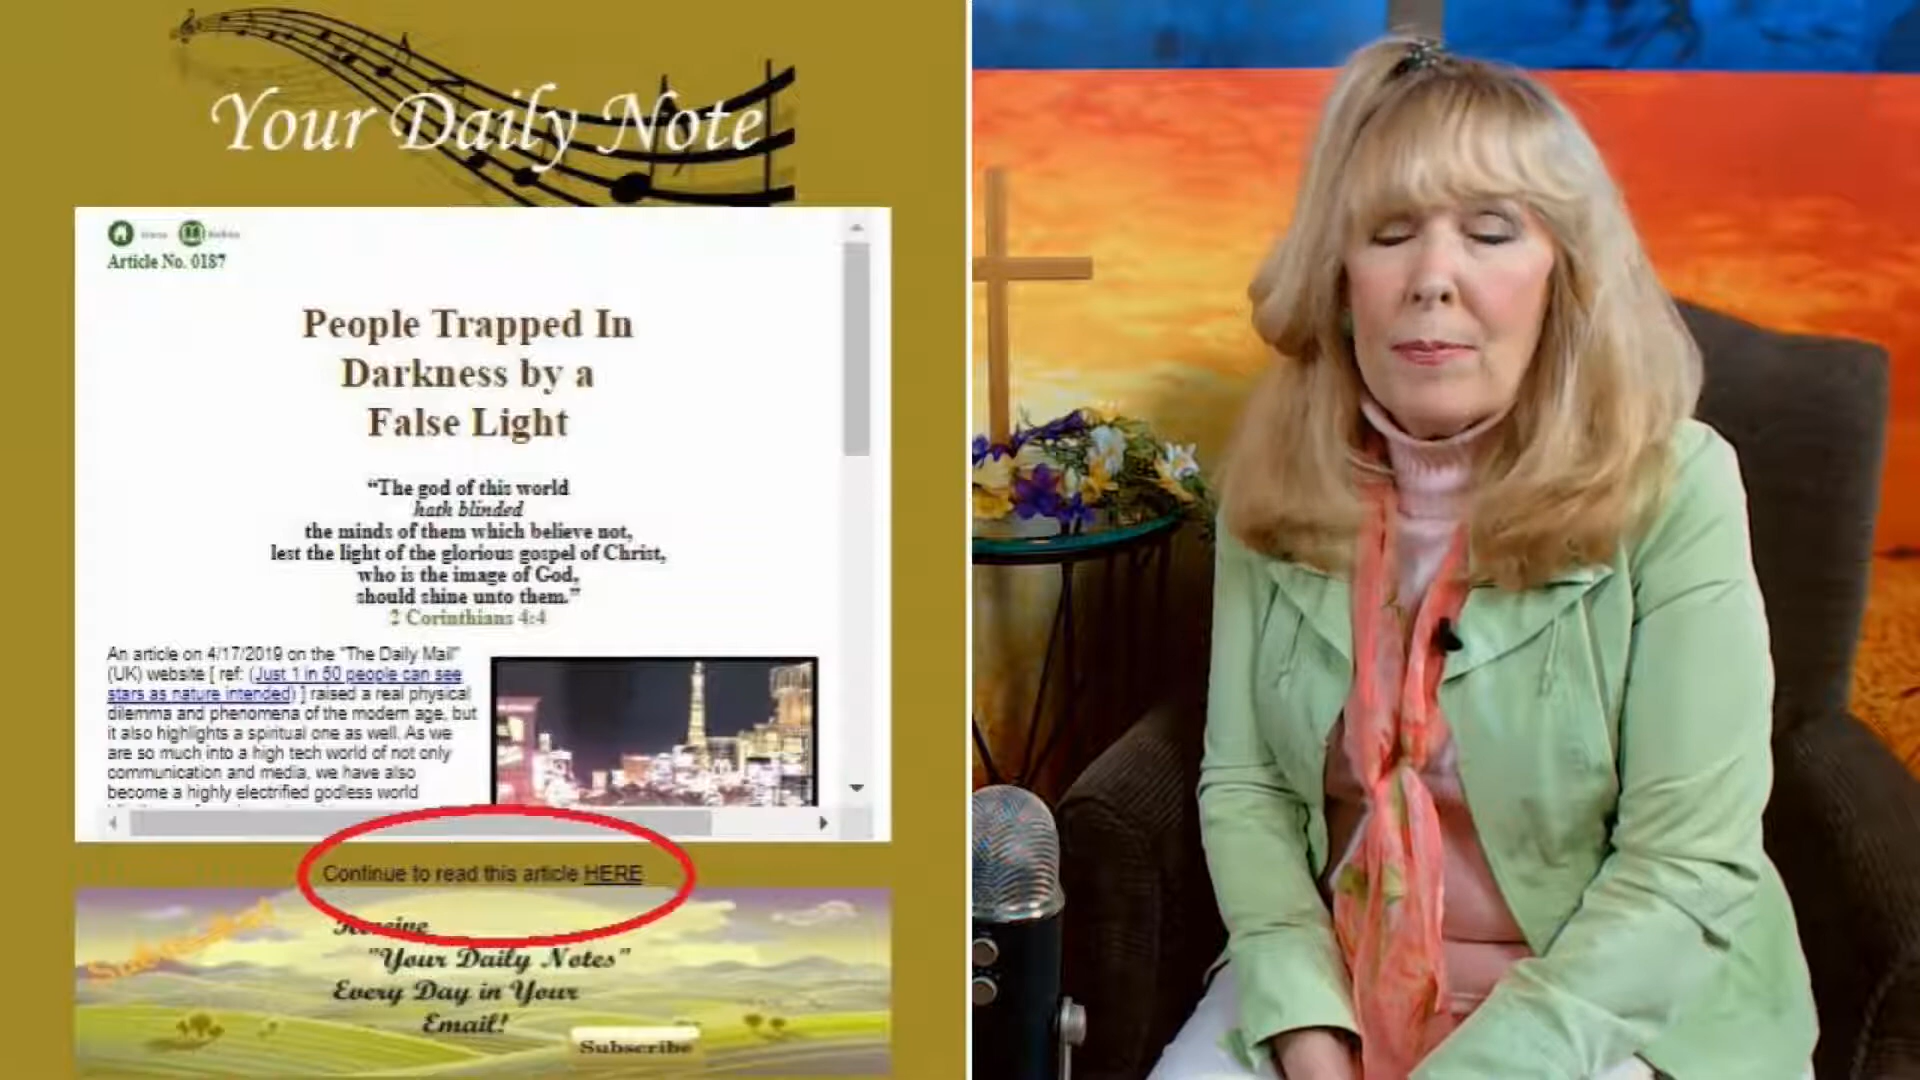 Your Daily Note
Article No. 0187
People Trapped In
Darkness by a
False Light
“The god of this world
hath blinded
the minds of them which believe not,
lest the light of the glorious gospel of Christ,
who is the image of God,
should shine unto them.”
2 Corinthians 4:4
An article on 4/17/2019 on the "The Daily Mail"
(UK) website [ ref: (Just 1 in 50 people can see
stars as nature intended) ] raised a real physical
dilemma and phenomena of the modern age, but
it also highlights a spiritual one as well. As we
are so much into a high tech world of not only
communication and media, we have also
become a highly electrified godless world
Continue to read this article HERE
Receive
"Your Daily Notes"
Every Day in Your
Email!
Subscribe